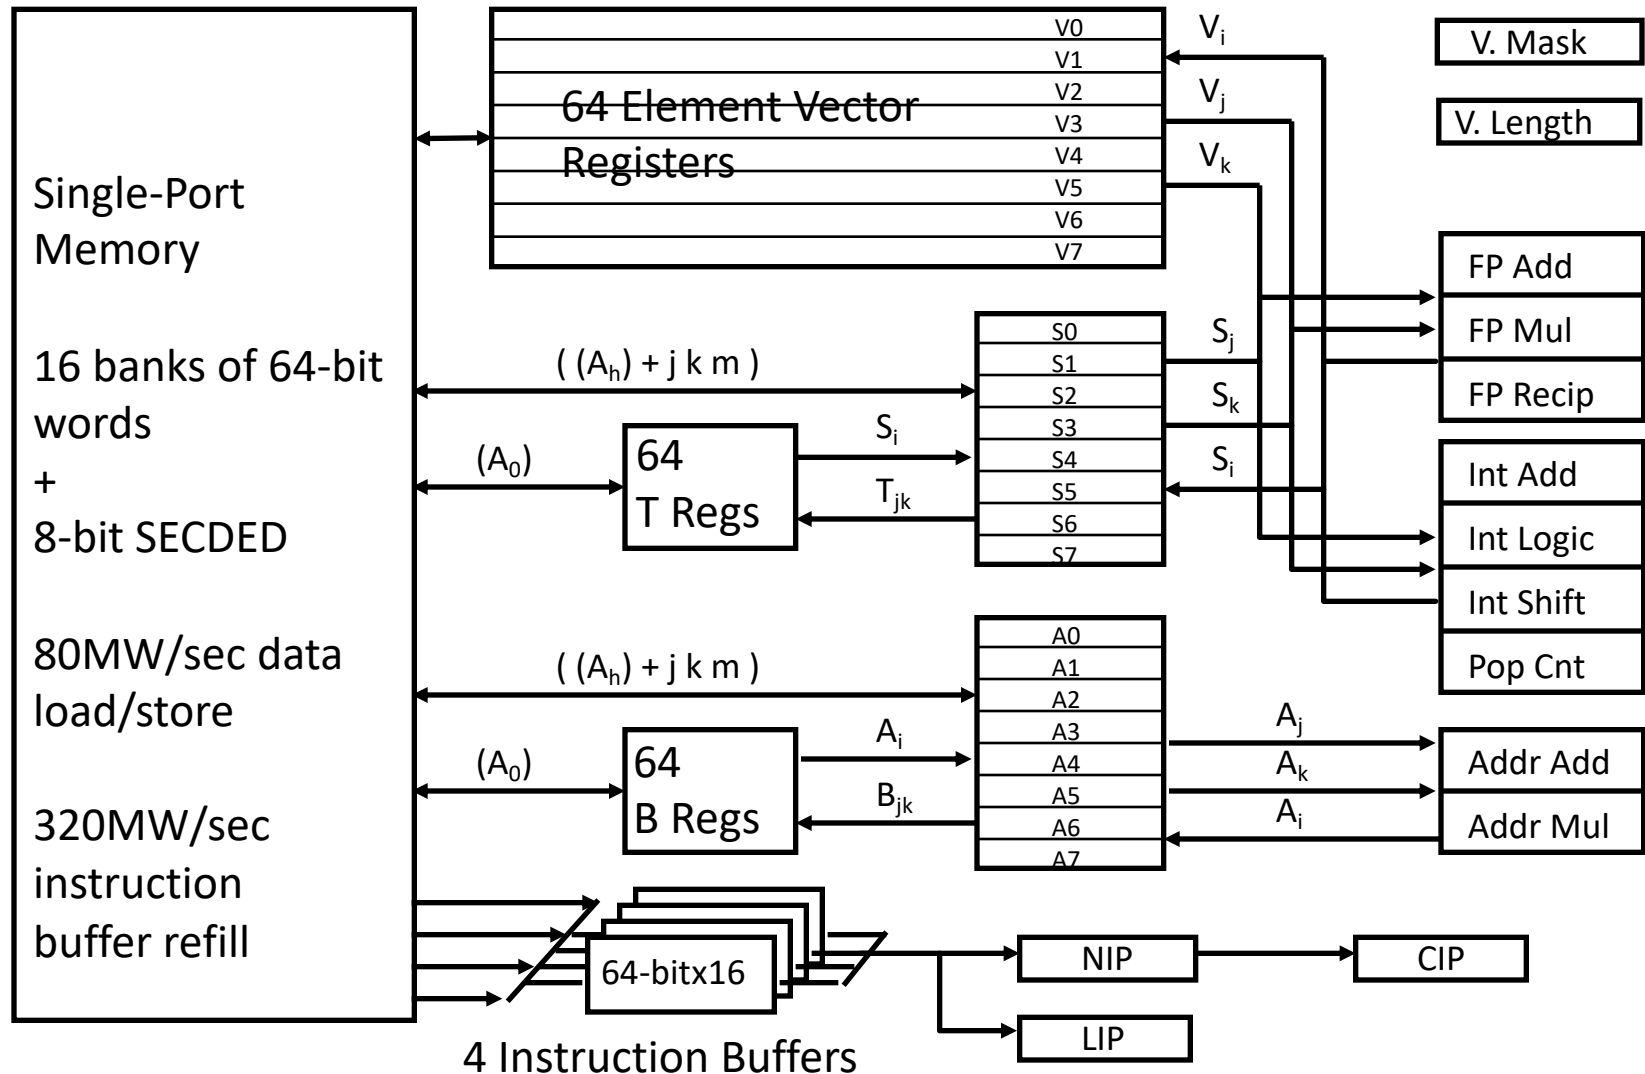 Single-Port
Memory
16 banks of 64-bit
words
+
8-bit SECDED
80MW/sec data
load/store
320MW/sec
instruction
buffer refill
64 Element Vector
Registers
V0
V1
V2
V3
V4
V5
V6
V7
Vi
Vj
Vk
V. Mask
V. Length
( (Ah) + j k m )
(A0)
64
T Regs
Si
Tjk
S0
S1
S2
S3
S4
S5
S6
S7
Sj
Sk
Si
FP Add
FP Mul
FP Recip
Int Add
Int Logic
Int Shift
Pop Cnt
( (Ah) + j k m )
(A0)
64
B Regs
Ai
Bjk
A0
A1
A2
A3
A4
A5
A6
A7
Aj
Ak
Ai
Addr Add
Addr Mul
64-bitx16
4 Instruction Buffers
NIP
CIP
LIP